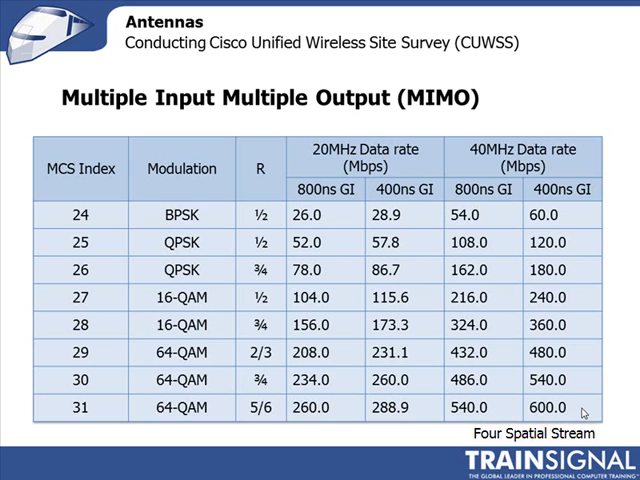 Antennas
Conducting Cisco Unified Wireless Site Survey (CUWSS)
Multiple Input Multiple Output (MIMO)
MCS Index Modulation R 20MHz Data rate (Mbps) 40MHz Data rate (Mbps)
800ns GI 400ns GI 800ns GI 400ns GI
24 BPSK ½ 26.0 28.9 54.0 60.0
25 QPSK ½ 52.0 57.8 108.0 120.0
26 QPSK ¾ 78.0 86.7 162.0 180.0
27 16-QAM ½ 104.0 115.6 216.0 240.0
28 16-QAM ¾ 156.0 173.3 324.0 360.0
29 64-QAM 2/3 208.0 231.1 432.0 480.0
30 64-QAM ¾ 234.0 260.0 486.0 540.0
31 64-QAM 5/6 260.0 288.9 540.0 600.0
Four Spatial Stream
TRAINSIGNAL
THE GLOBAL LEADER IN PROFESSIONAL COMPUTER TRAINING